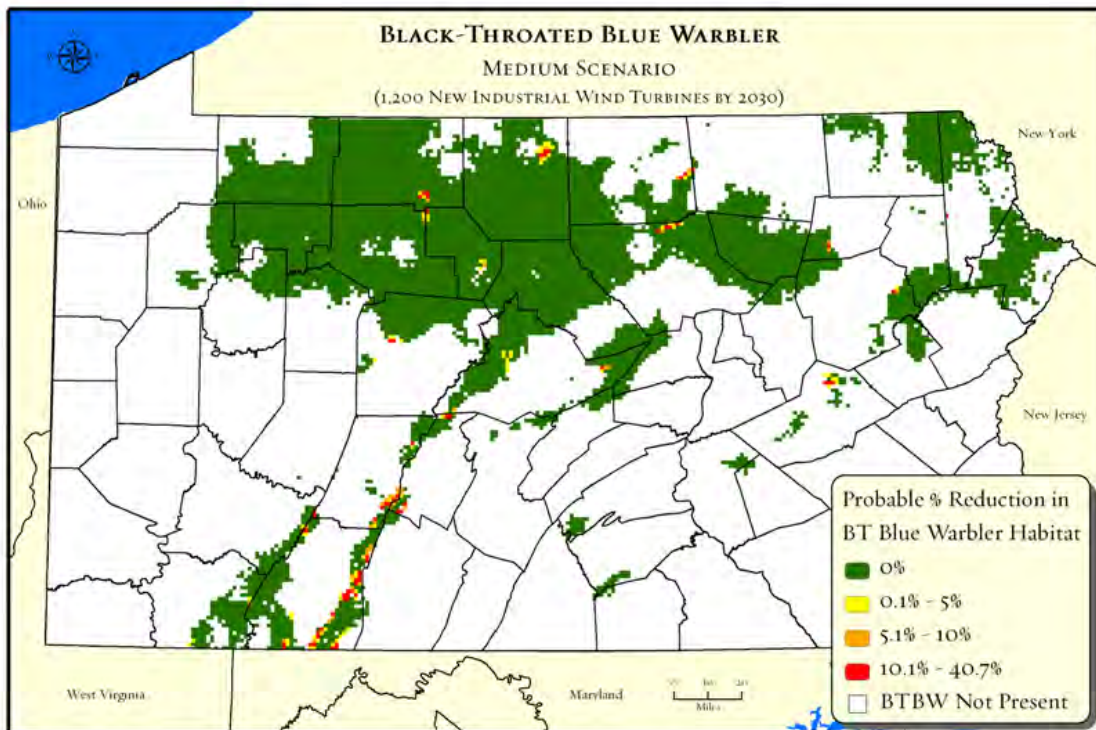 Black-Throated Blue Warbler
Medium Scenario
(1,200 New Industrial Wind Turbines by 2030)
New York
Ohio
New Jersey
Probable % Reduction in
BT Blue Warbler Habitat
0%
0.1% - 5%
5.1% - 10%
10.1% - 40.7%
BTBW Not Present
West Virginia
Maryland
Miles